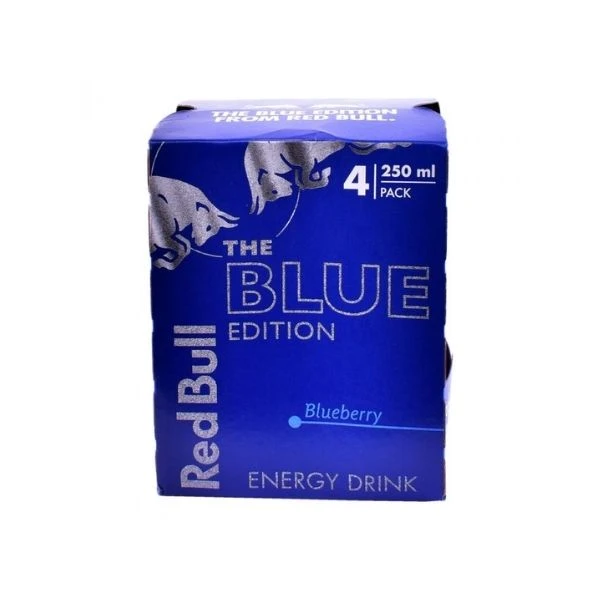 THE BLUE EDITION
FROM RED BULL.
4
250 ml
PACK
THE
BLUE
EDITION
Red Bull
Blueberry
ENERGY DRINK